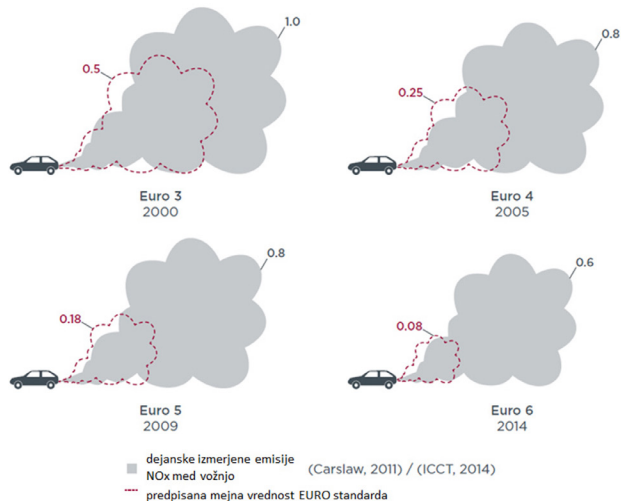 1.0
0.5
Euro 3
2000
0.8
0.25
Euro 4
2005
0.8
0.18
Euro 5
2009
0.6
0.08
Euro 6
2014
dejanske izmerjene emisije
NOx med vožnjo
(Carslaw, 2011) / (ICCT, 2014)
predpisana mejna vrednost EURO standarda